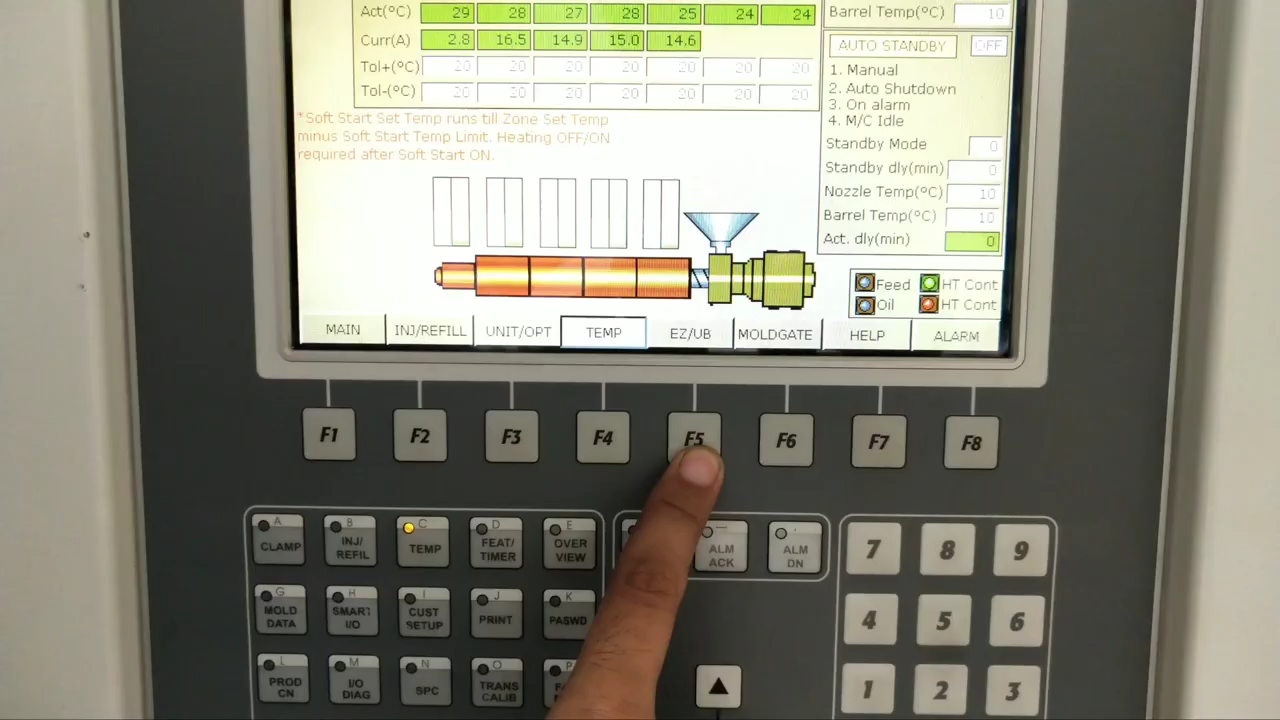 Act(°C) 29 28 27 28 25 24 24
Curr(A) 2.8 16.5 14.9 15.0 14.6
Tol+(°C) 20 20 20 20 20 20 20
Tol-(°C) 20 20 20 20 20 20 20
*Soft Start Set Temp runs till Zone Set Temp
minus Soft Start Temp Limit. Heating OFF/ON
required after Soft Start ON.
Barrel Temp(°C) 10
AUTO STANDBY OFF
1. Manual
2. Auto Shutdown
3. On alarm
4. M/C Idle
Standby Mode 0
Standby dly(min) 0
Nozzle Temp(°C) 10
Barrel Temp(°C) 10
Act. dly(min) 0
Feed HT Cont
Oil HT Cont
MAIN INJ/REFILL UNIT/OPT TEMP EZ/UB MOLDGATE HELP ALARM
F1 F2 F3 F4 F5 F6 F7 F8
A CLAMP
B INJ/
REFIL
C TEMP
D FEAT/
TIMER
E OVER
VIEW
ALM
ACK
ALM
DN
7 8 9
G MOLD
DATA
H SMART
I/O
I CUST
SETUP
J PRINT
K PASWD
4 5 6
L PROD
CN
M I/O
DIAG
N SPC
O TRANS
CALIB
P
1 2 3